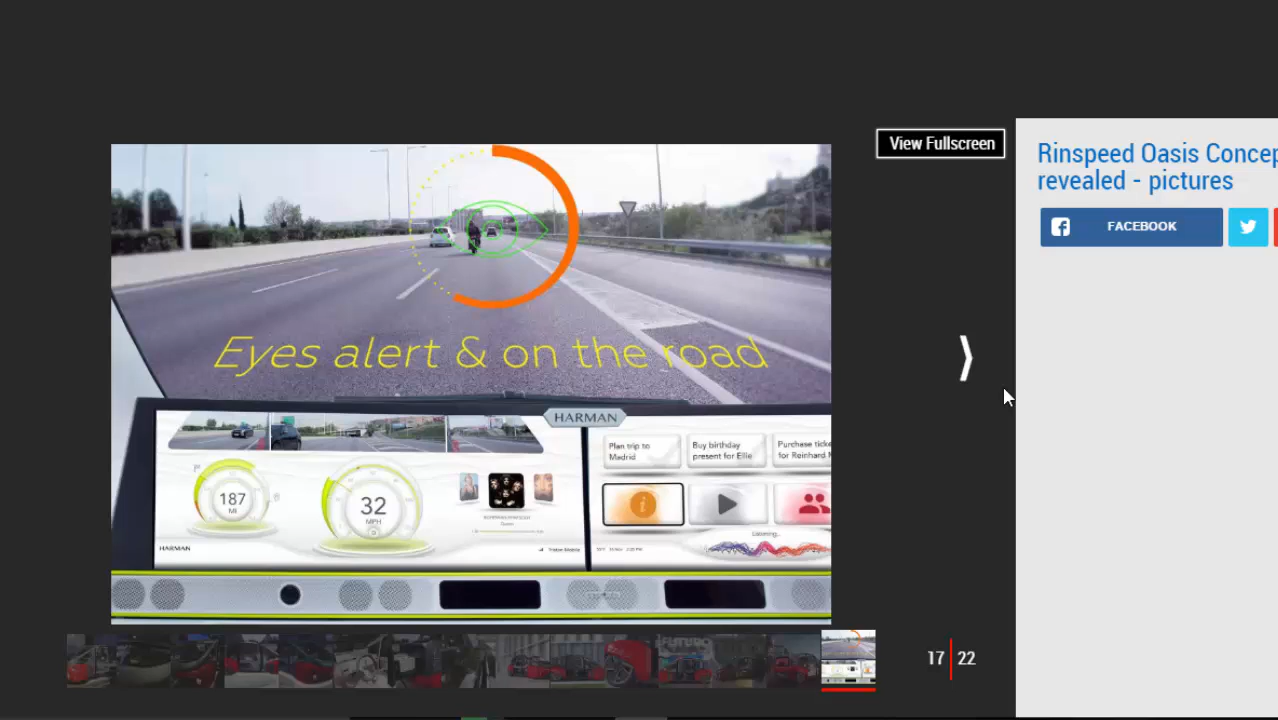 View Fullscreen
Rinspeed Oasis Concep
revealed - pictures
FACEBOOK
Eyes alert & on the road
HARMAN
Plan trip to
Madrid
Buy birthday
present for Ellie
Purchase ticke
for Reinhard M
187
MI
32
MPH
Listening...
HARMAN
17 22